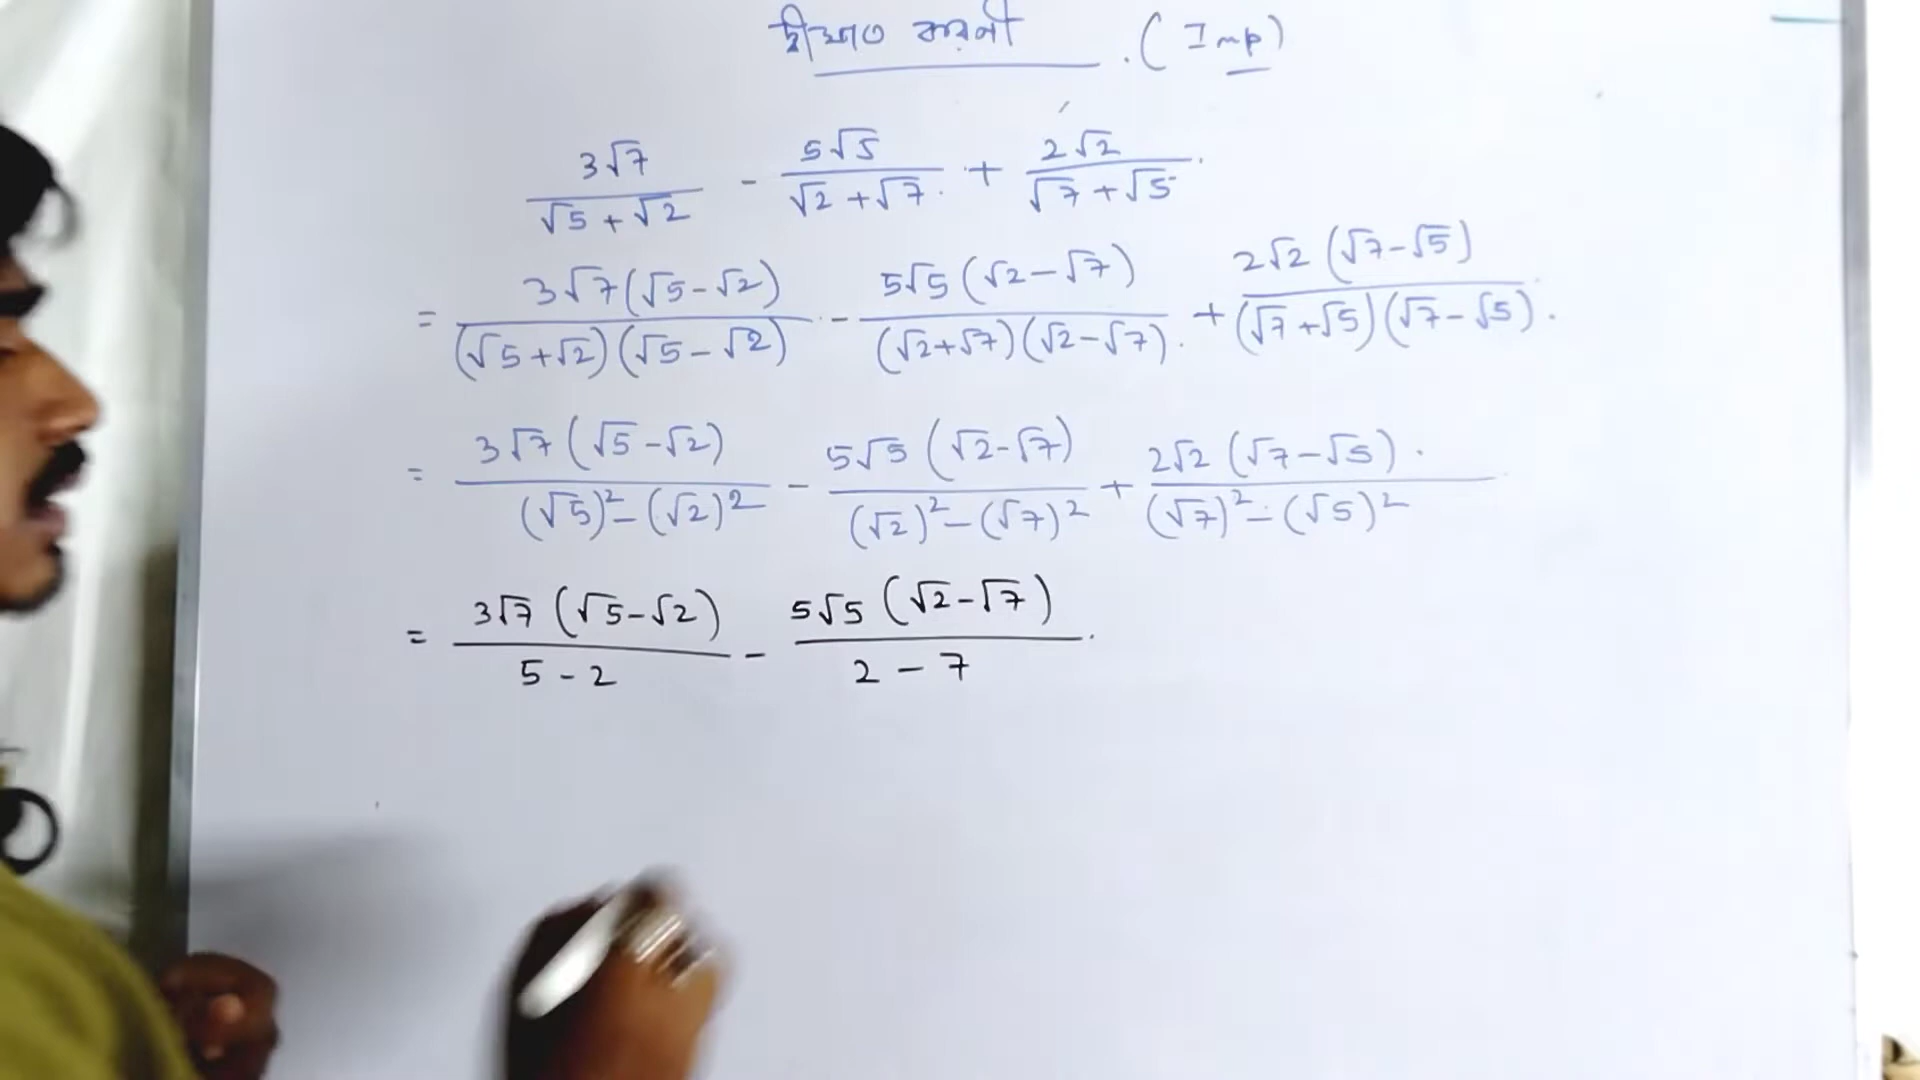 দ্বীঘাত করণী . (Imp)
3√7/(√5+√2) - 5√5/(√2+√7) + 2√2/(√7+√5)
= 3√7(√5-√2)/((√5+√2)(√5-√2)) - 5√5(√2-√7)/((√2+√7)(√2-√7)) + 2√2(√7-√5)/((√7+√5)(√7-√5)).
= 3√7(√5-√2)/((√5)²-(√2)²) - 5√5(√2-√7)/((√2)²-(√7)²) + 2√2(√7-√5)/((√7)²-(√5)²)
= 3√7(√5-√2)/(5-2) - 5√5(√2-√7)/(2-7)